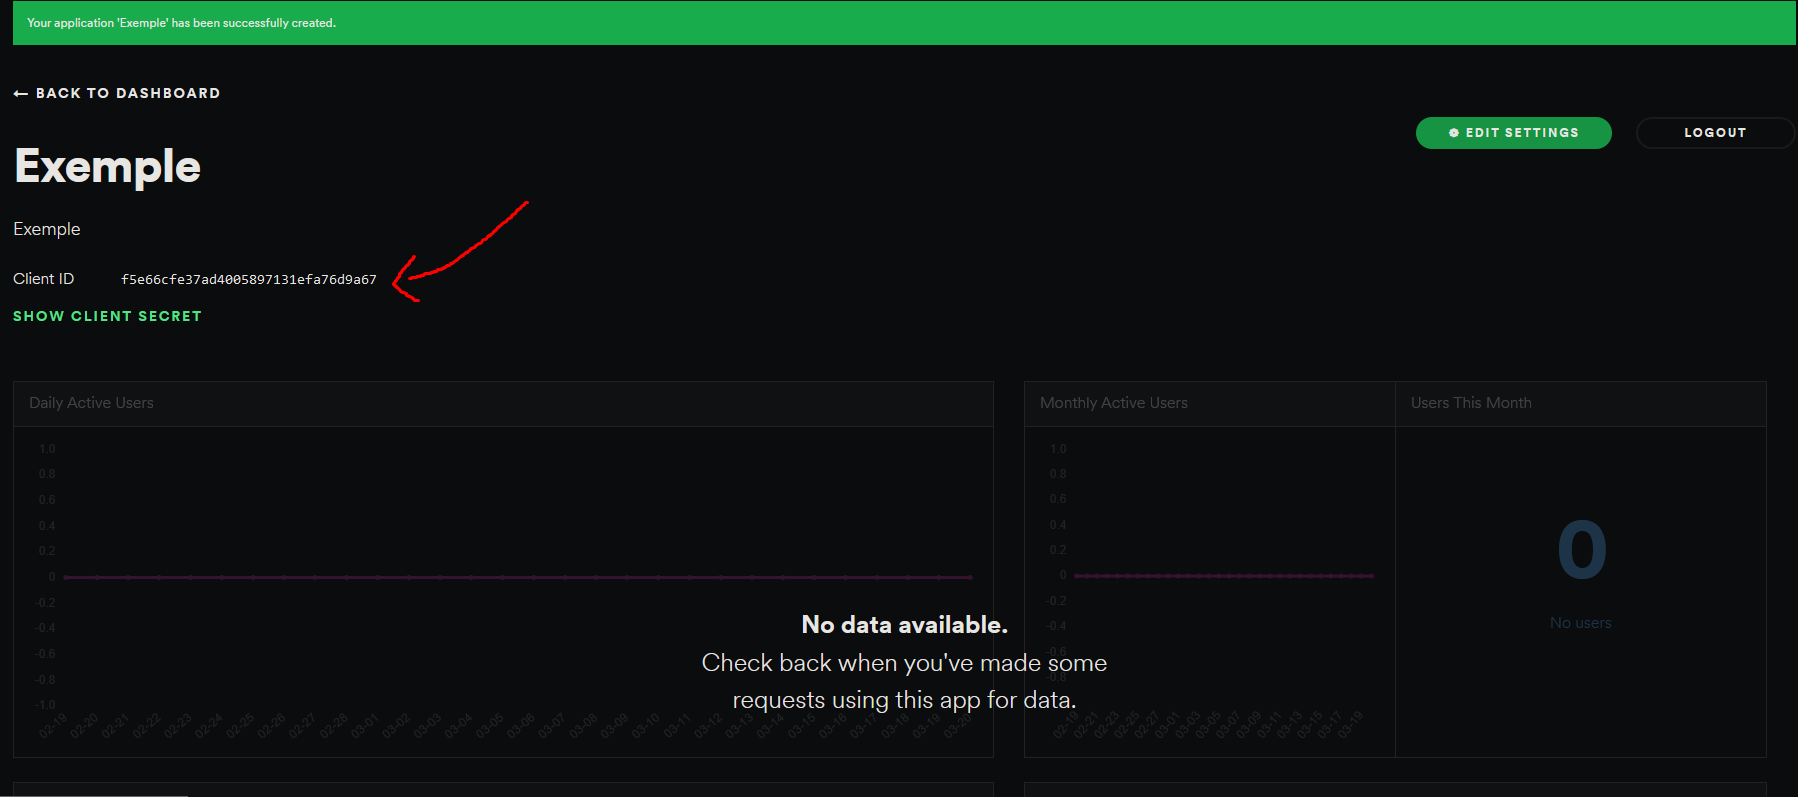 Your application 'Exemple' has been successfully created.
← BACK TO DASHBOARD
EDIT SETTINGS
LOGOUT
Exemple
Exemple
Client ID f5e66cfe37ad4005897131efa76d9a67
SHOW CLIENT SECRET
Daily Active Users
1.0
0.8
0.6
0.4
0.2
0
-0.2
-0.4
-0.6
-0.8
-1.0
02-19 02-20 02-21 02-22 02-23 02-24 02-25 02-26 02-27 02-28 03-01 03-02 03-03 03-04 03-05 03-06 03-07 03-08 03-09 03-10 03-11 03-12 03-13 03-14 03-15 03-16 03-17 03-18 03-19 03-20
Monthly Active Users
1.0
0.8
0.6
0.4
0.2
0
-0.2
-0.4
-0.6
-0.8
02-19 02-21 02-23 02-25 02-27 03-01 03-03 03-05 03-07 03-09 03-11 03-13 03-15 03-17 03-19
Users This Month
0
No users
No data available.
Check back when you've made some
requests using this app for data.